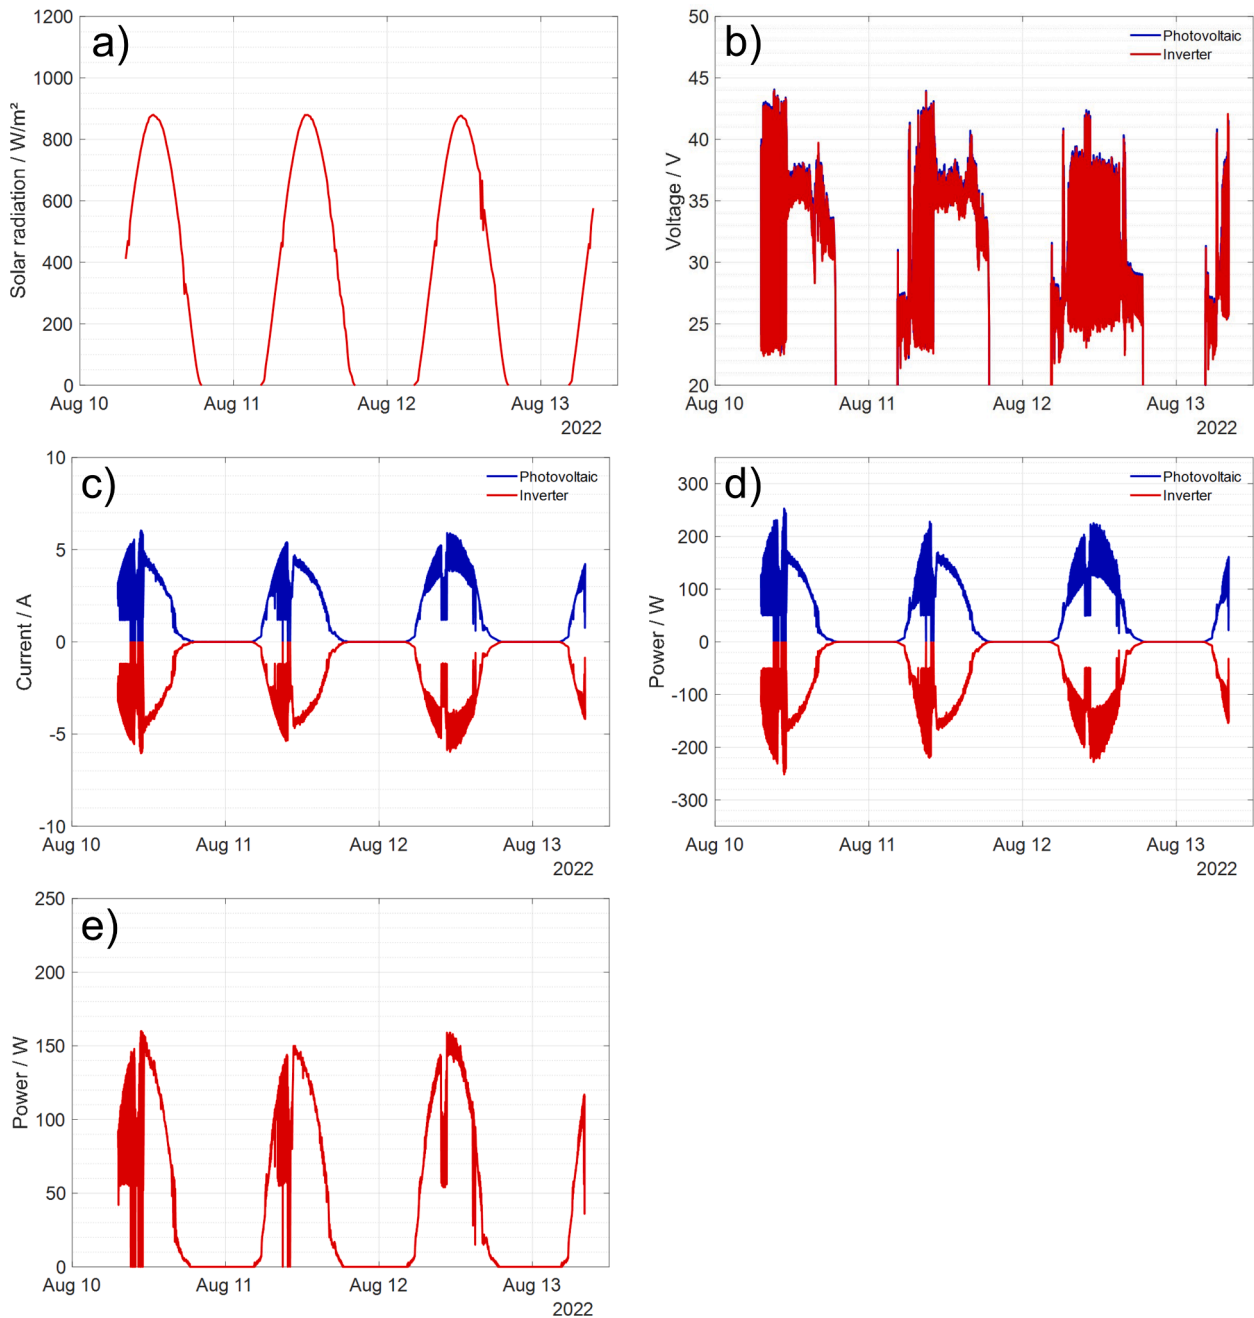 a)
Solar radiation / W/m²
1200
1000
800
600
400
200
0
Aug 10 Aug 11 Aug 12 Aug 13
2022
b)
Photovoltaic
Inverter
Voltage / V
50
45
40
35
30
25
20
Aug 10 Aug 11 Aug 12 Aug 13
2022
c)
Photovoltaic
Inverter
Current / A
10
5
0
-5
-10
Aug 10 Aug 11 Aug 12 Aug 13
2022
d)
Photovoltaic
Inverter
Power / W
300
200
100
0
-100
-200
-300
Aug 10 Aug 11 Aug 12 Aug 13
2022
e)
Power / W
250
200
150
100
50
0
Aug 10 Aug 11 Aug 12 Aug 13
2022